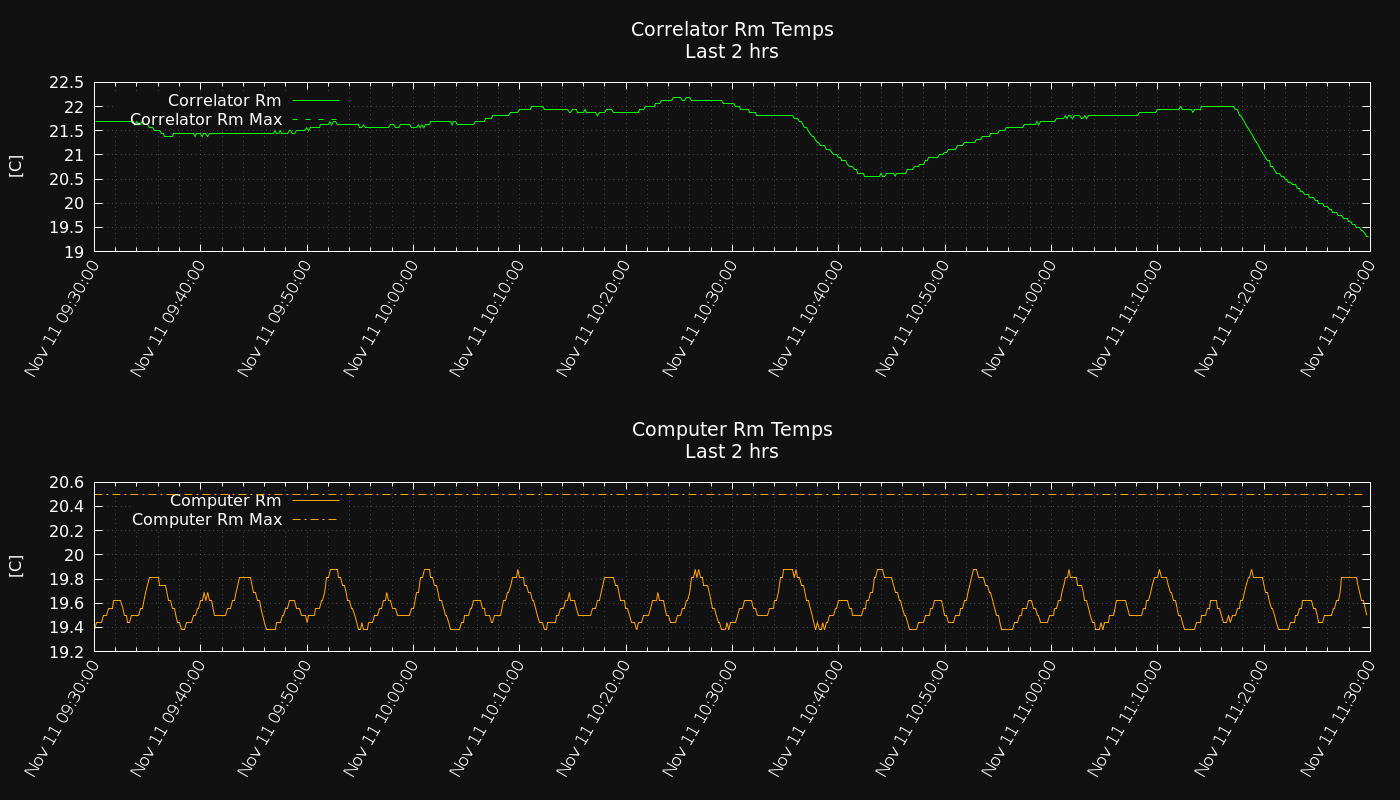 Correlator Rm Temps
Last 2 hrs
22.5
22
21.5
21
20.5
20
19.5
19
[C]
Correlator Rm
Correlator Rm Max
Nov 11 09:30:00
Nov 11 09:40:00
Nov 11 09:50:00
Nov 11 10:00:00
Nov 11 10:10:00
Nov 11 10:20:00
Nov 11 10:30:00
Nov 11 10:40:00
Nov 11 10:50:00
Nov 11 11:00:00
Nov 11 11:10:00
Nov 11 11:20:00
Nov 11 11:30:00
Computer Rm Temps
Last 2 hrs
20.6
20.4
20.2
20
19.8
19.6
19.4
19.2
[C]
Computer Rm
Computer Rm Max
Nov 11 09:30:00
Nov 11 09:40:00
Nov 11 09:50:00
Nov 11 10:00:00
Nov 11 10:10:00
Nov 11 10:20:00
Nov 11 10:30:00
Nov 11 10:40:00
Nov 11 10:50:00
Nov 11 11:00:00
Nov 11 11:10:00
Nov 11 11:20:00
Nov 11 11:30:00